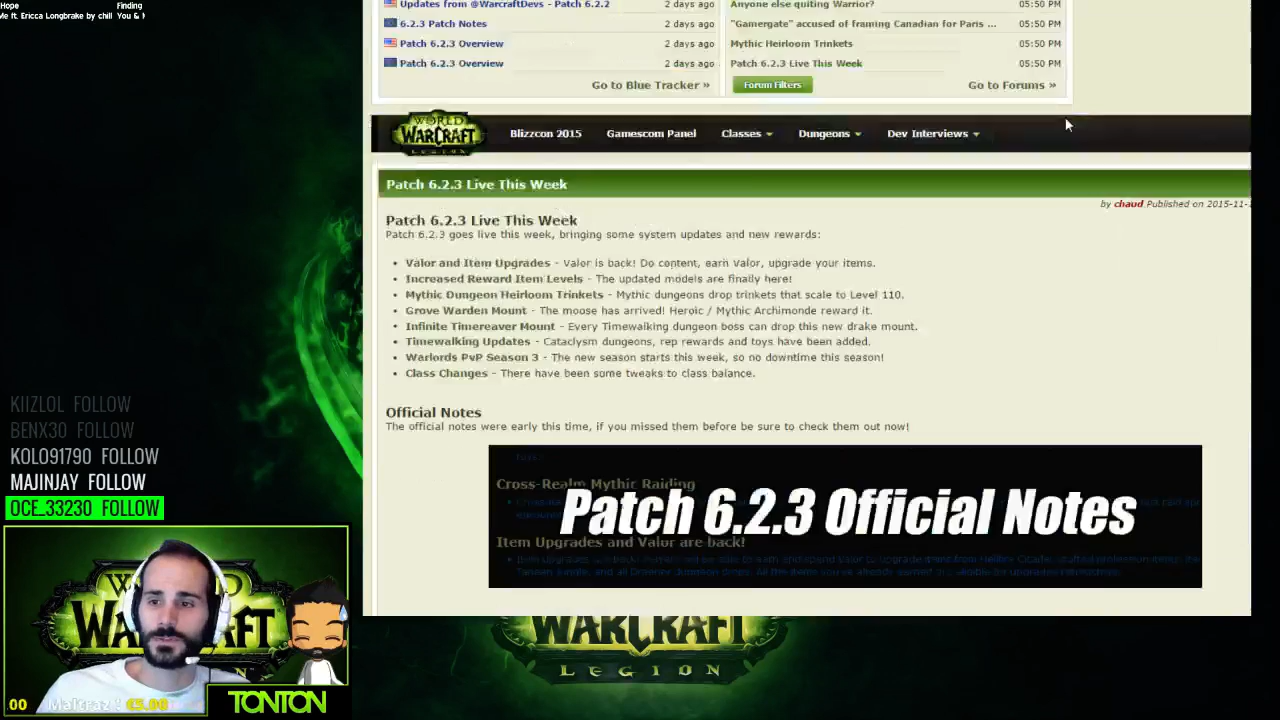 Hope
Finding
Me ft. Ericca Longbrake by chill
You &
Updates from @WarcraftDevs - Patch 6.2.2
2 days ago
6.2.3 Patch Notes
2 days ago
Patch 6.2.3 Overview
2 days ago
Patch 6.2.3 Overview
2 days ago
Go to Blue Tracker »
Anyone else quiting Warrior?
05:50 PM
"Gamergate" accused of framing Canadian for Paris ...
05:50 PM
Mythic Heirloom Trinkets
05:50 PM
Patch 6.2.3 Live This Week
05:50 PM
Forum Filters
Go to Forums »
WORLD OF WARCRAFT LEGION
Blizzcon 2015
Gamescom Panel
Classes
Dungeons
Dev Interviews
Patch 6.2.3 Live This Week
by chaud Published on 2015-11-1
Patch 6.2.3 Live This Week
Patch 6.2.3 goes live this week, bringing some system updates and new rewards:
• Valor and Item Upgrades - Valor is back! Do content, earn Valor, upgrade your items.
• Increased Reward Item Levels - The updated models are finally here!
• Mythic Dungeon Heirloom Trinkets - Mythic dungeons drop trinkets that scale to Level 110.
• Grove Warden Mount - The moose has arrived! Heroic / Mythic Archimonde reward it.
• Infinite Timereaver Mount - Every Timewalking dungeon boss can drop this new drake mount.
• Timewalking Updates - Cataclysm dungeons, rep rewards and toys have been added.
• Warlords PvP Season 3 - The new season starts this week, so no downtime this season!
• Class Changes - There have been some tweaks to class balance.
Official Notes
The official notes were early this time, if you missed them before be sure to check them out now!
Cross-Realm Mythic Raiding
Patch 6.2.3 Official Notes
Item Upgrades and Valor are back!
KIIZLOL FOLLOW
BENX30 FOLLOW
KOLO91790 FOLLOW
MAJINJAY FOLLOW
OCE_33230 FOLLOW
00
€5.00
TONTON
WARCRAFT
LEGION